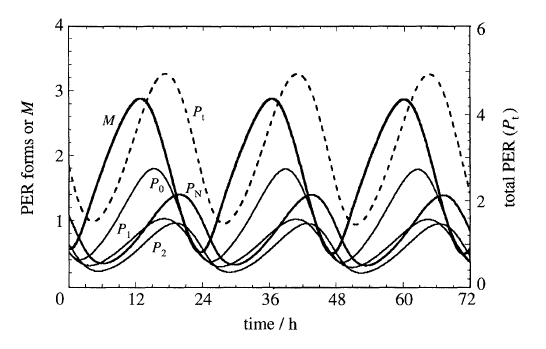 4
3
2
1
PER forms or M
6
4
2
0
total PER (Pt)
M
Pt
P0
PN
P1
P2
0 12 24 36 48 60 72
time / h